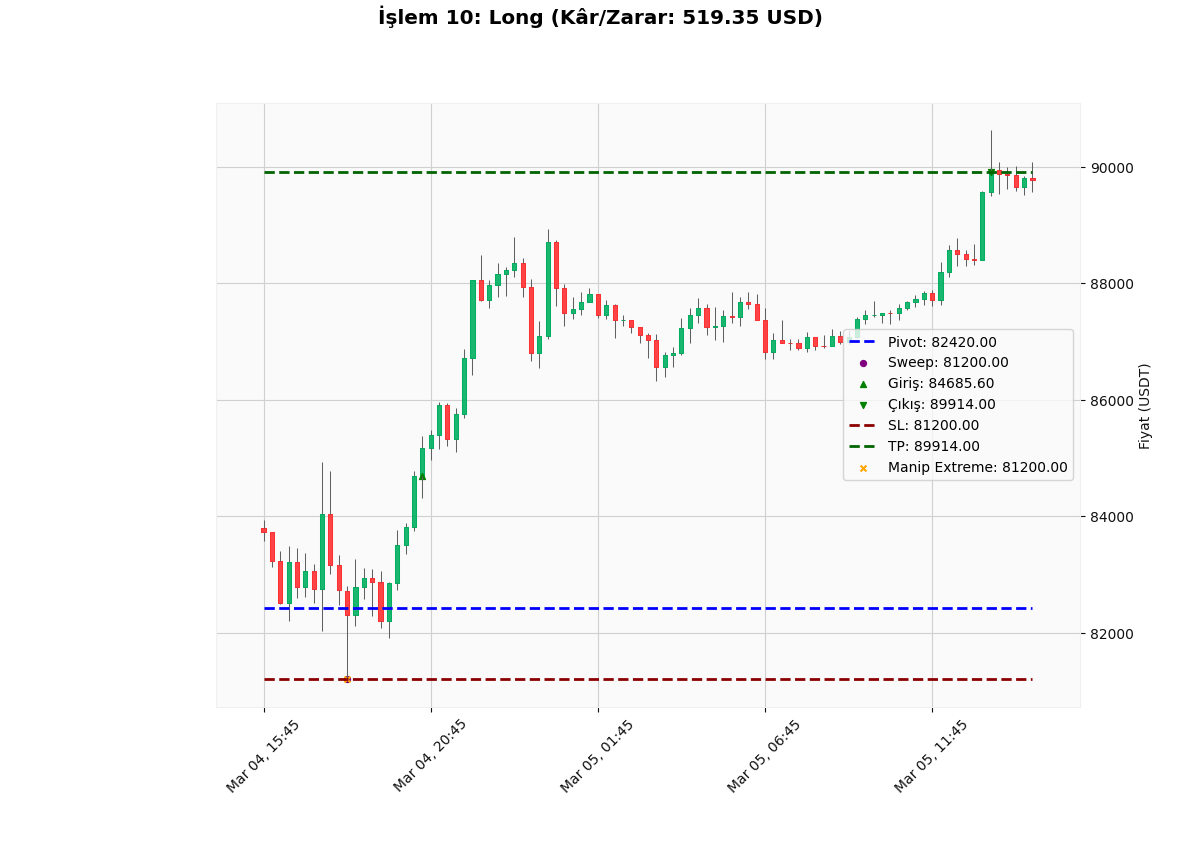 İşlem 10: Long (Kâr/Zarar: 519.35 USD)
90000
88000
86000
84000
82000
Fiyat (USDT)
Pivot: 82420.00
Sweep: 81200.00
Giriş: 84685.60
Çıkış: 89914.00
SL: 81200.00
TP: 89914.00
Manip Extreme: 81200.00
Mar 04, 15:45
Mar 04, 20:45
Mar 05, 01:45
Mar 05, 06:45
Mar 05, 11:45